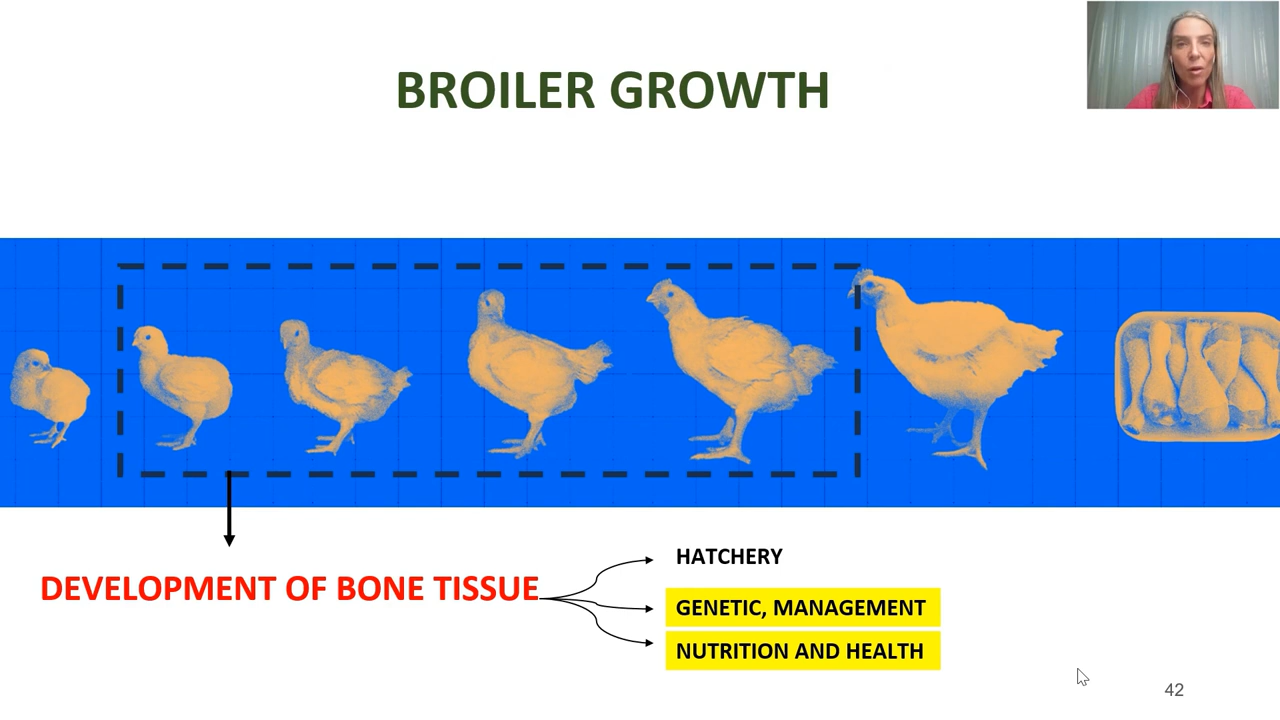 BROILER GROWTH
DEVELOPMENT OF BONE TISSUE
HATCHERY
GENETIC, MANAGEMENT
NUTRITION AND HEALTH
42